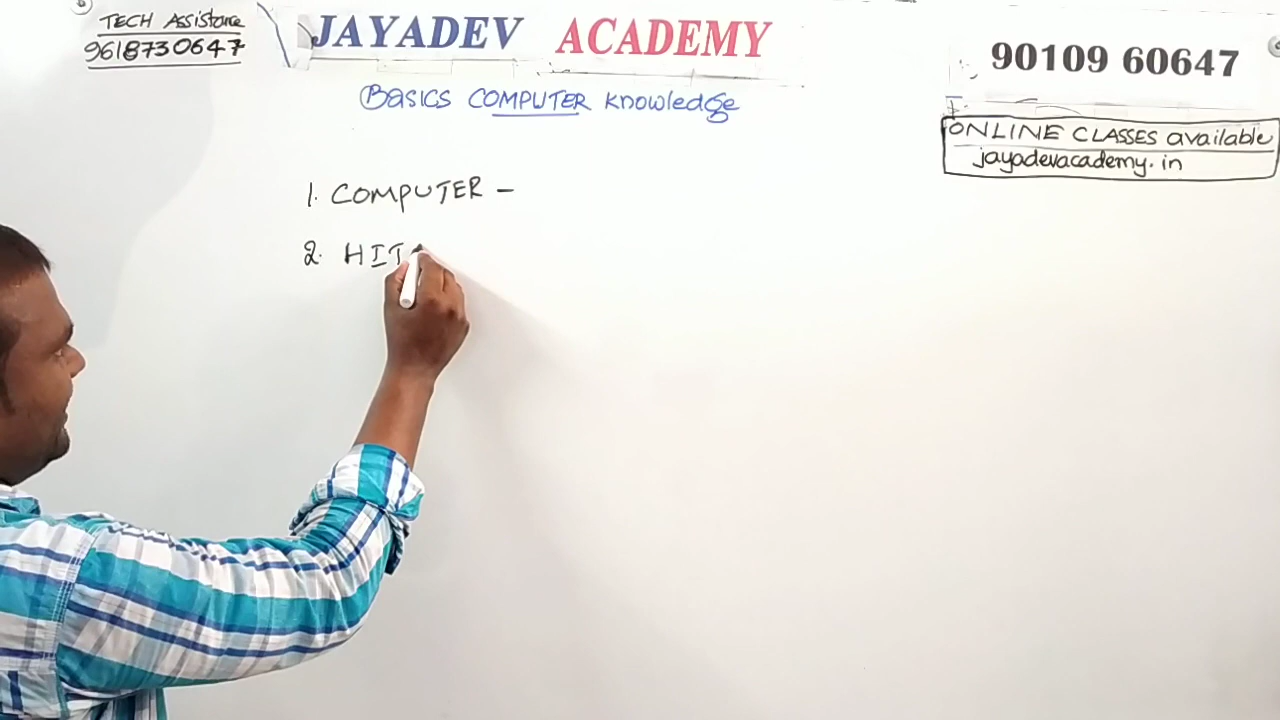 TECH Assistance
9618730647
JAYADEV ACADEMY
90109 60647
Basics COMPUTER knowledge
ONLINE CLASSES available
jayadevacademy.in
1. COMPUTER -
2. HIT